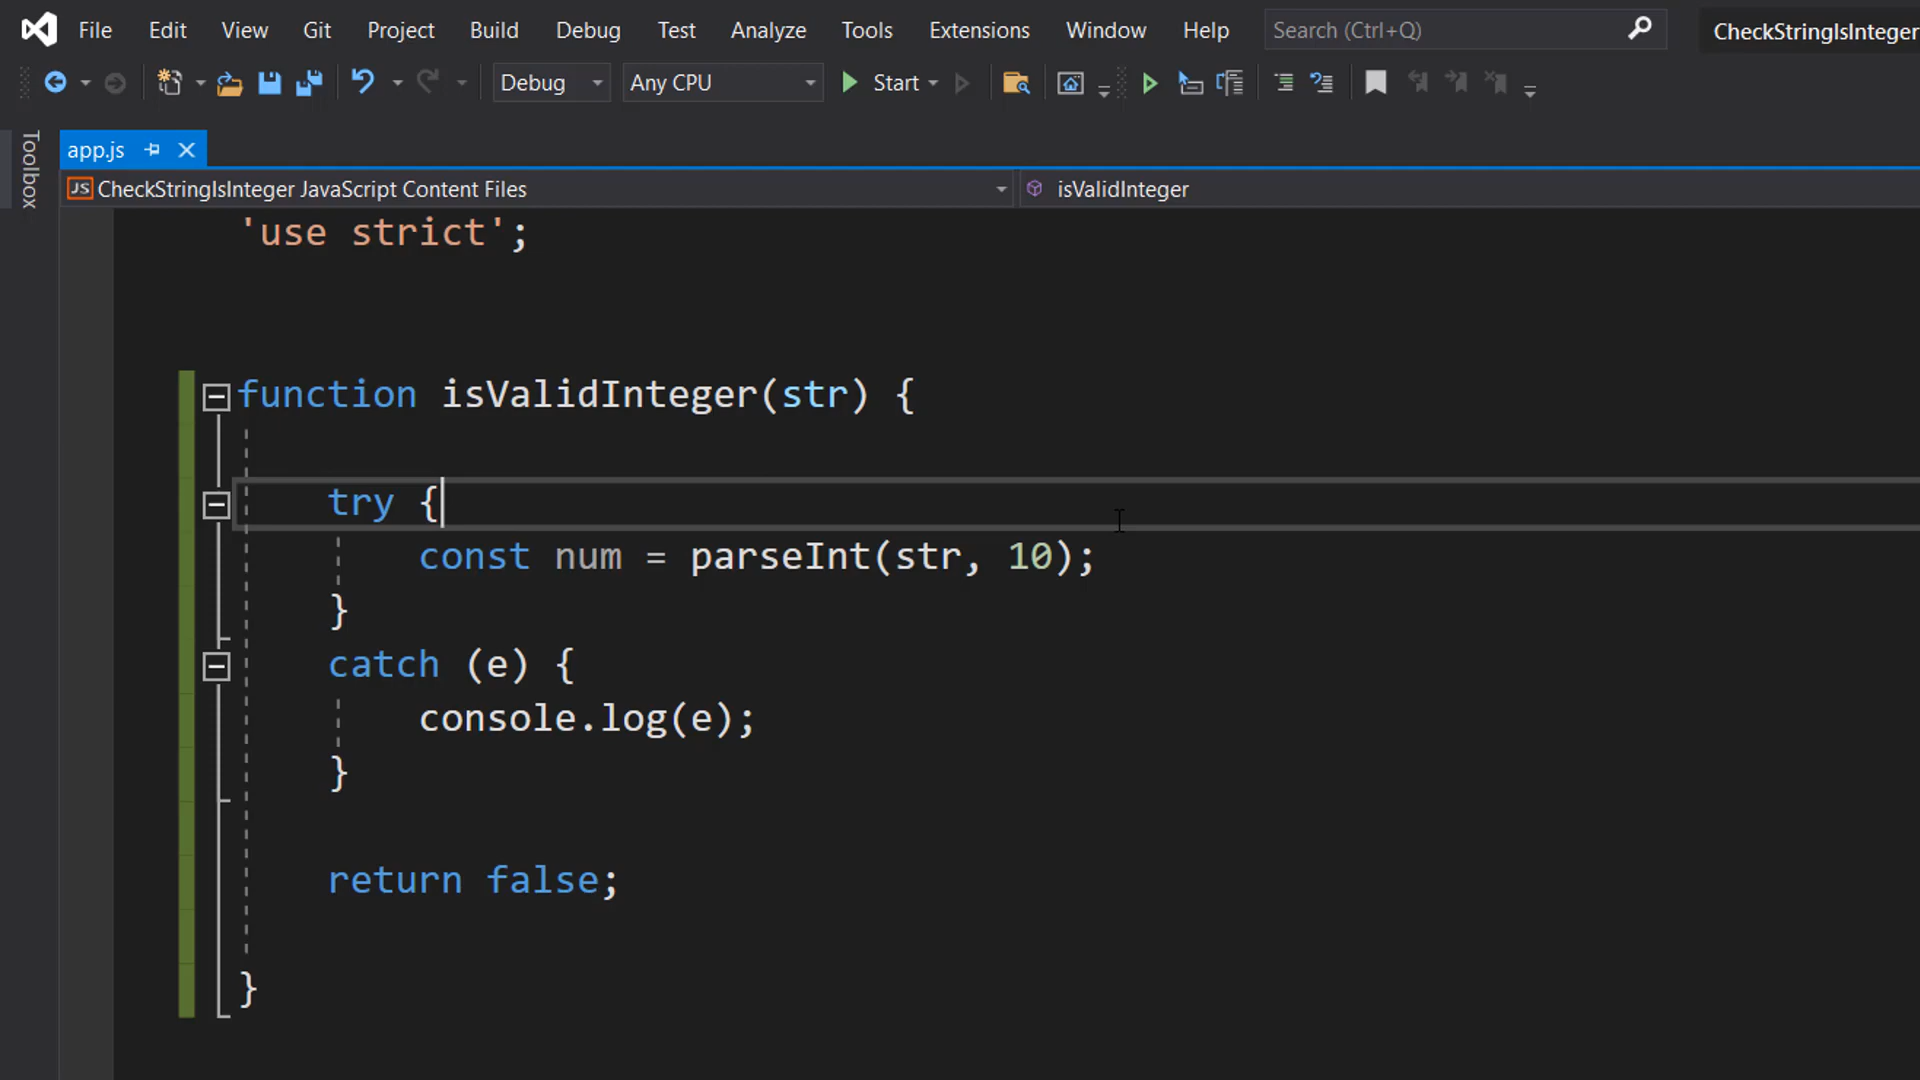 File Edit View Git Project Build Debug Test Analyze Tools Extensions Window Help Search (Ctrl+Q) CheckStringIsInteger
Debug Any CPU Start
Toolbox
app.js
JS CheckStringIsInteger JavaScript Content Files isValidInteger
'use strict';
function isValidInteger(str) {
try {
const num = parseInt(str, 10);
}
catch (e) {
console.log(e);
}
return false;
}